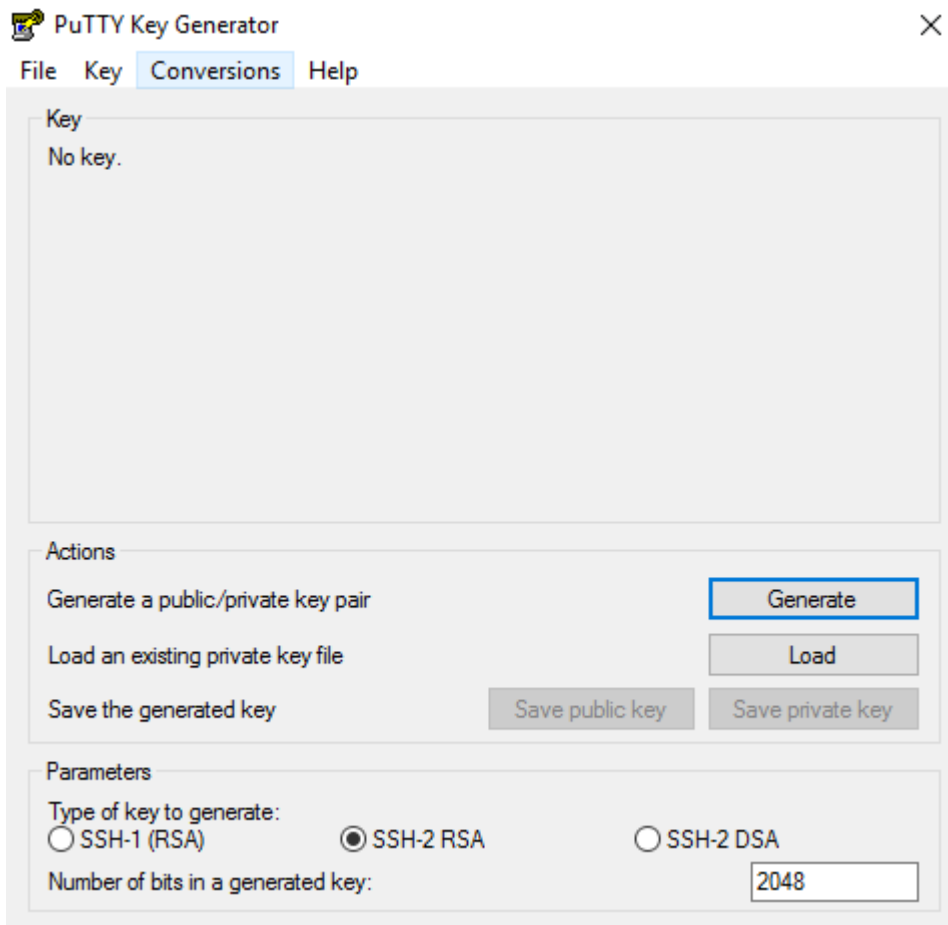 PuTTY Key Generator
File Key Conversions Help
Key
No key.
Actions
Generate a public/private key pair Generate
Load an existing private key file Load
Save the generated key Save public key Save private key
Parameters
Type of key to generate:
SSH-1 (RSA) SSH-2 RSA SSH-2 DSA
Number of bits in a generated key: 2048